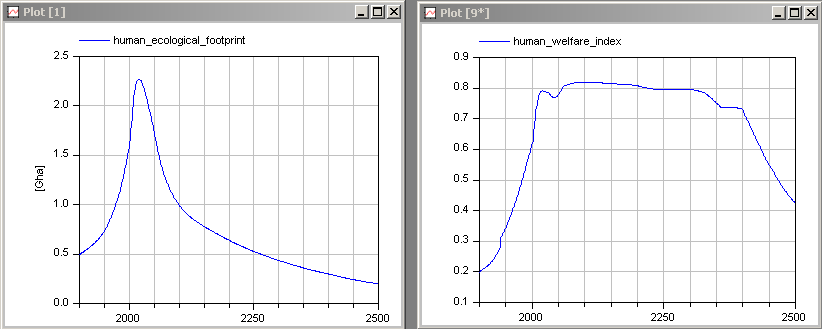 Plot [1]
human_ecological_footprint
2.5
2.0
1.5
[Gha]
1.0
0.5
0.0
2000 2250 2500
Plot [9*]
human_welfare_index
0.9
0.8
0.7
0.6
0.5
0.4
0.3
0.2
0.1
2000 2250 2500